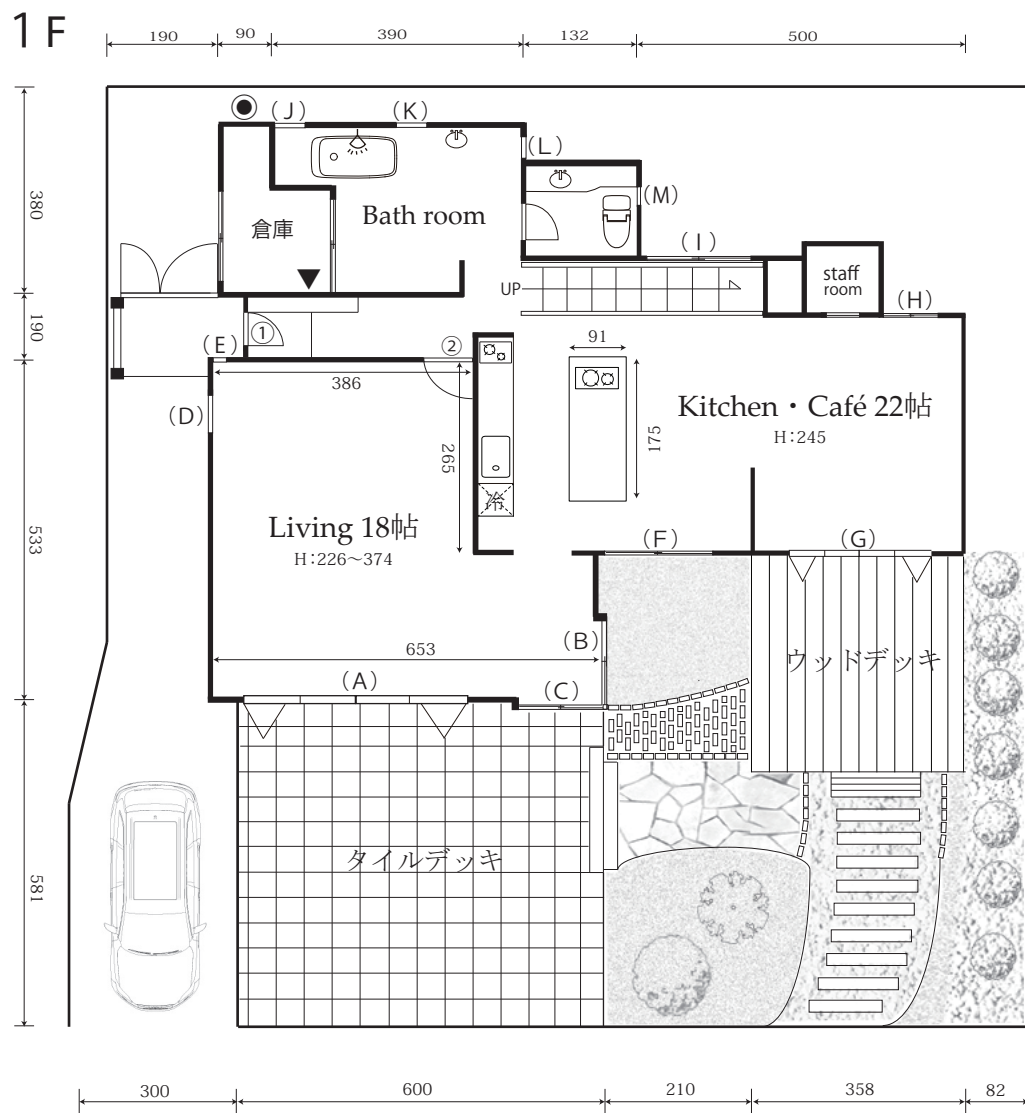 1F
190
90
390
132
500
(J)
(K)
(L)
(M)
(I)
380
倉庫
Bath room
staff
room
(H)
UP
190
①
②
(E)
386
91
(D)
265
175
Kitchen・Café 22帖
H:245
冷
533
Living 18帖
H:226〜374
(F)
(G)
(B)
653
(A)
(C)
ウッドデッキ
581
タイルデッキ
300
600
210
358
82